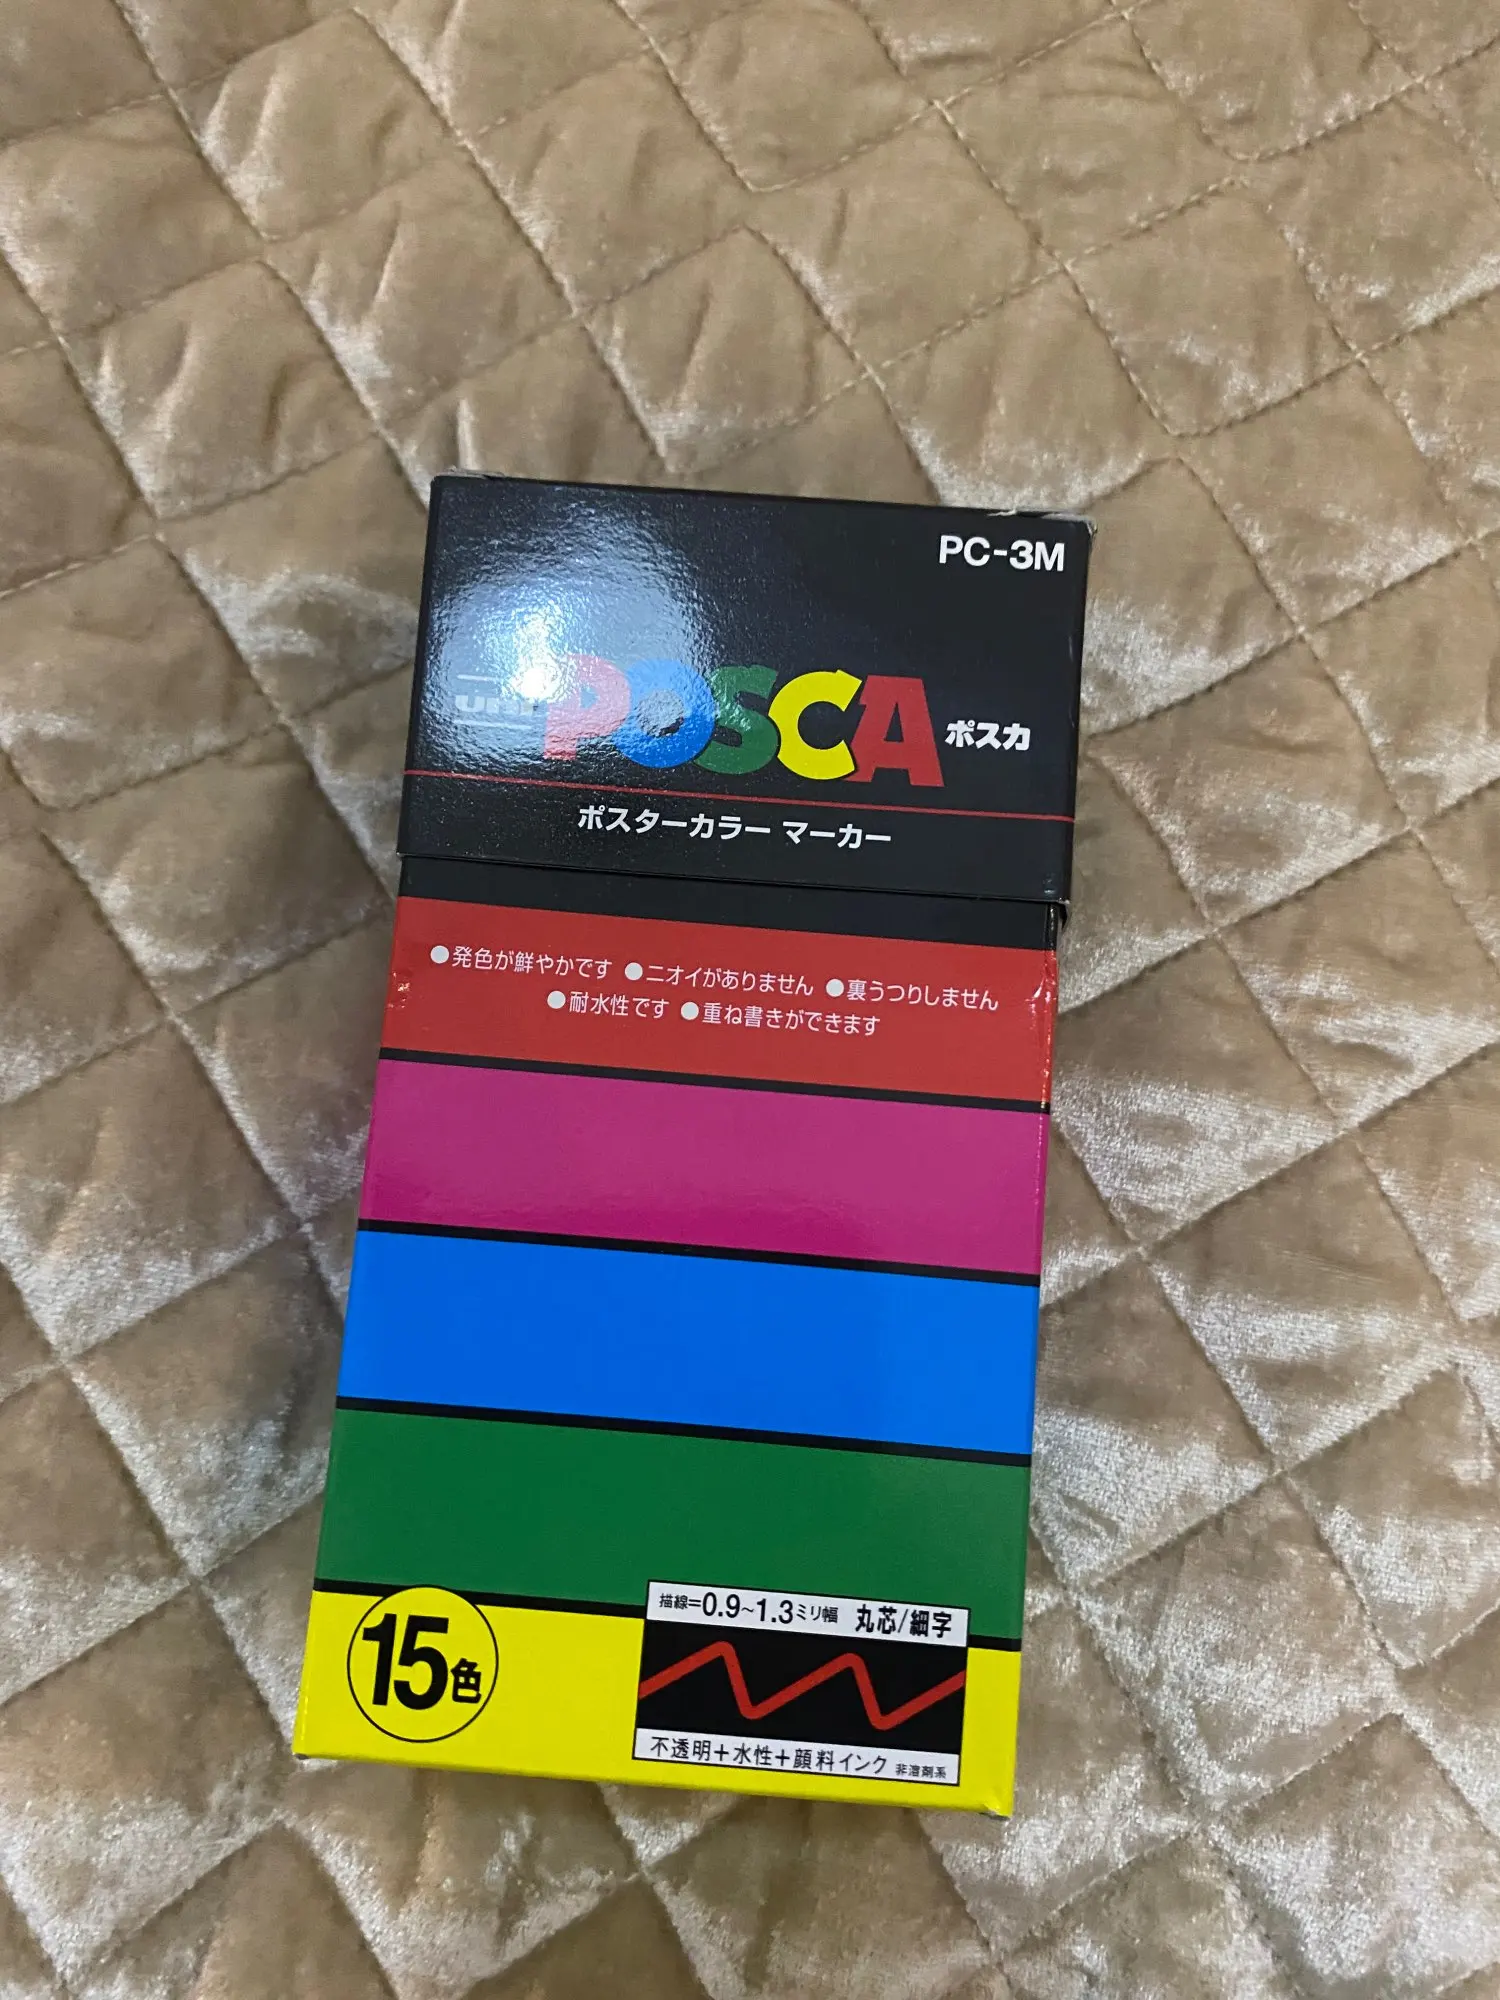 PC-3M
uni POSCA ポスカ
ポスターカラー マーカー
●発色が鮮やかです ●ニオイがありません ●裏うつりしません
●耐水性です ●重ね書きができます
描線=0.9~1.3ミリ幅 丸芯/細字
15色
不透明+水性+顔料インク 非溶剤系